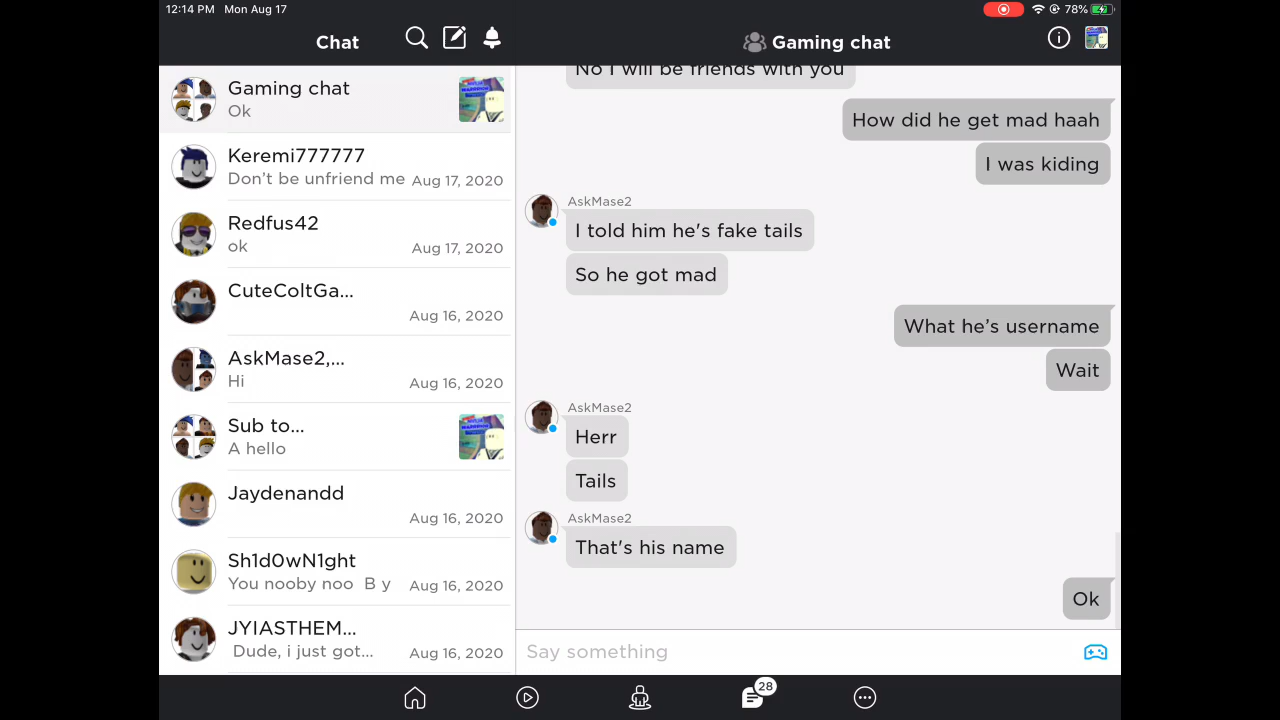 12:14 PM Mon Aug 17
78%
Chat
Gaming chat
Gaming chat
Ok
Keremi777777
Don’t be unfriend me Aug 17, 2020
Redfus42
ok Aug 17, 2020
CuteColtGa...
Aug 16, 2020
AskMase2,...
Hi Aug 16, 2020
Sub to...
A hello
Jaydenandd
Aug 16, 2020
Sh1d0wN1ght
You nooby noo B y Aug 16, 2020
JYIASTHEM...
Dude, i just got... Aug 16, 2020
No I will be friends with you
How did he get mad haah
I was kiding
AskMase2
I told him he's fake tails
So he got mad
What he’s username
Wait
AskMase2
Herr
Tails
AskMase2
That's his name
Ok
Say something
28